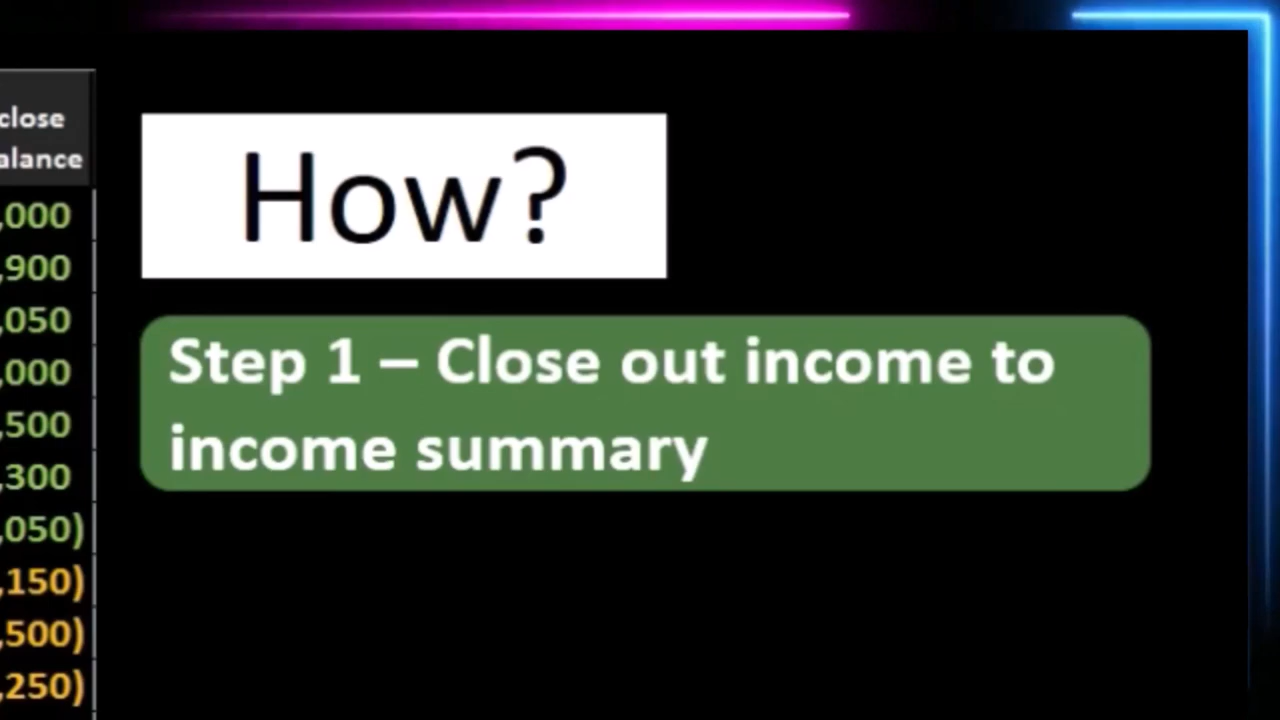 close
alance
,000
,900
,050
,000
,500
,300
,050)
,150)
,500)
,250)
How?
Step 1 – Close out income to
income summary